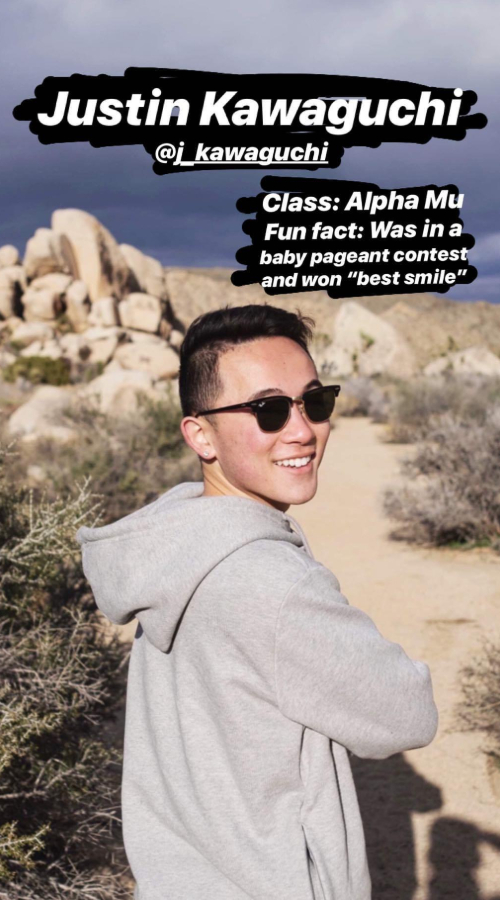 Justin Kawaguchi
@j_kawaguchi
Class: Alpha Mu
Fun fact: Was in a
baby pageant contest
and won “best smile”